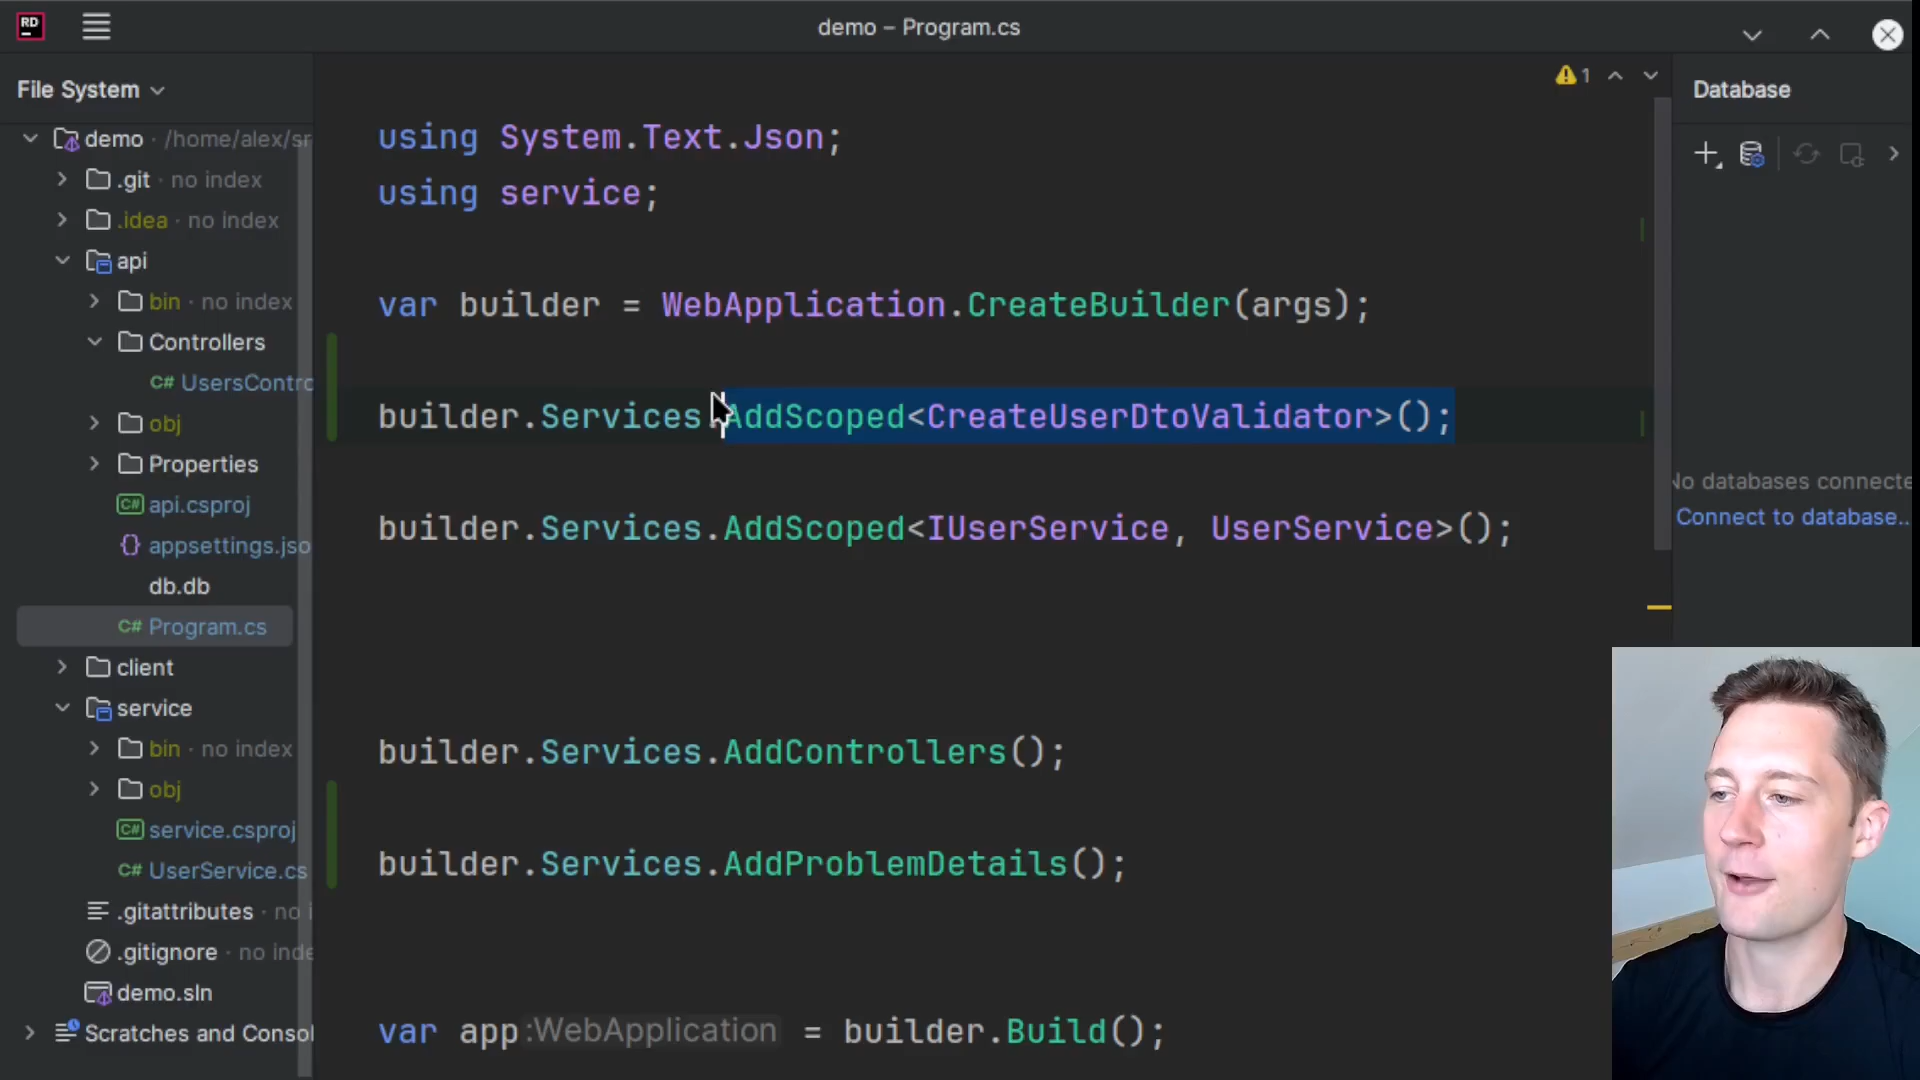 RD
demo – Program.cs
File System
demo · /home/alex/sr
.git · no index
.idea · no index
api
bin · no index
Controllers
C# UsersContro
obj
Properties
C# api.csproj
{} appsettings.jso
db.db
C# Program.cs
client
service
bin · no index
obj
C# service.csproj
C# UserService.cs
.gitattributes · no i
.gitignore · no inde
demo.sln
Scratches and Consol
1
using System.Text.Json;
using service;
var builder = WebApplication.CreateBuilder(args);
builder.Services.AddScoped<CreateUserDtoValidator>();
builder.Services.AddScoped<IUserService, UserService>();
builder.Services.AddControllers();
builder.Services.AddProblemDetails();
var app :WebApplication = builder.Build();
Database
No databases connecte
Connect to database..